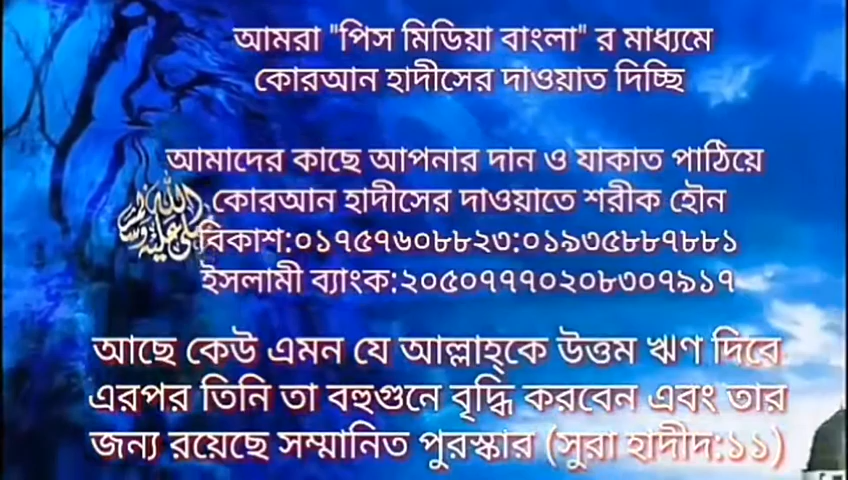 আমরা "পিস মিডিয়া বাংলা" র মাধ্যমে
কোরআন হাদীসের দাওয়াত দিচ্ছি
আমাদের কাছে আপনার দান ও যাকাত পাঠিয়ে
কোরআন হাদীসের দাওয়াতে শরীক হৌন
বিকাশ:০১৭৫৭৬০৮৮২৩:০১৯৩৫৮৮৭৮৮১
ইসলামী ব্যাংক:২০৫০৭৭৭০২০৮৩০৭৯১৭
আছে কেউ এমন যে আল্লাহ্‌কে উত্তম ঋণ দিবে
এরপর তিনি তা বহুগুনে বৃদ্ধি করবেন এবং তার
জন্য রয়েছে সম্মানিত পুরস্কার (সুরা হাদীদ:১১)